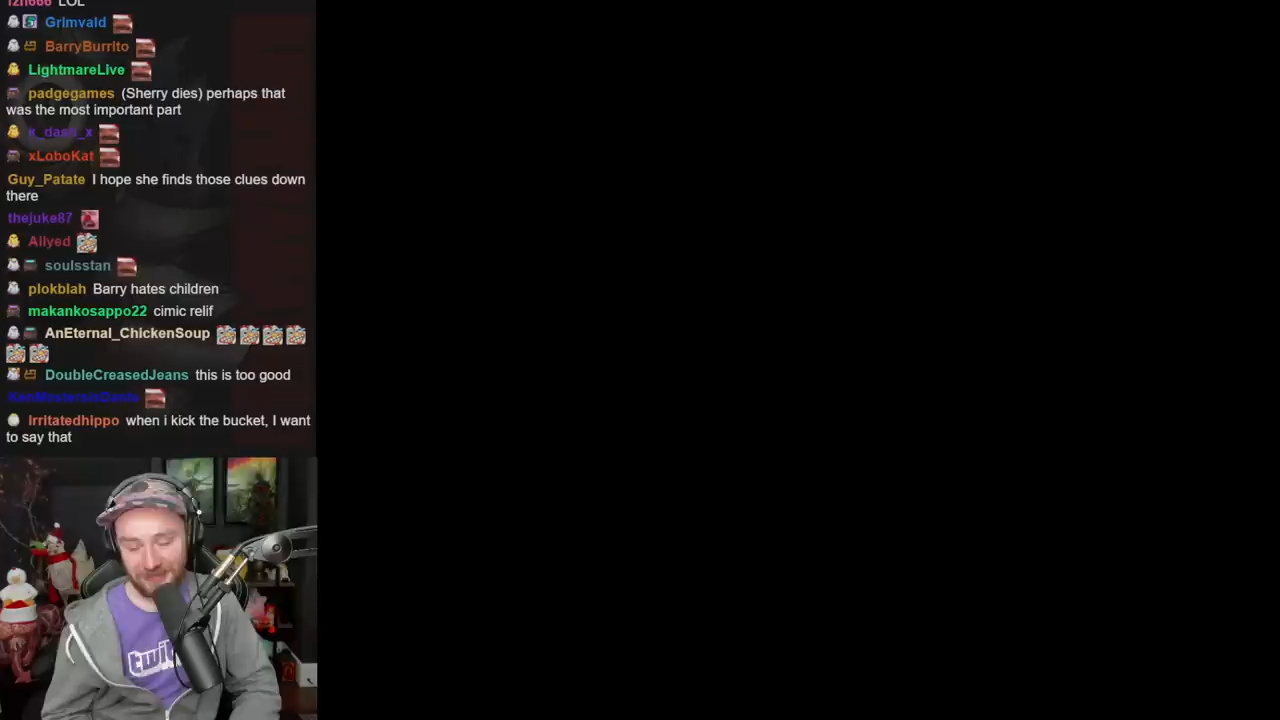 LOL
Grimvald
BarryBurrito
LightmareLive
padgegames (Sherry dies) perhaps that
was the most important part
k_dash_x
xLoboKat
Guy_Patate I hope she finds those clues down
there
thejuke87
Allyed
soulsstan
plokblah Barry hates children
makankosappo22 cimic relif
AnEternal_ChickenSoup
DoubleCreasedJeans this is too good
Irritatedhippo when i kick the bucket, I want
to say that